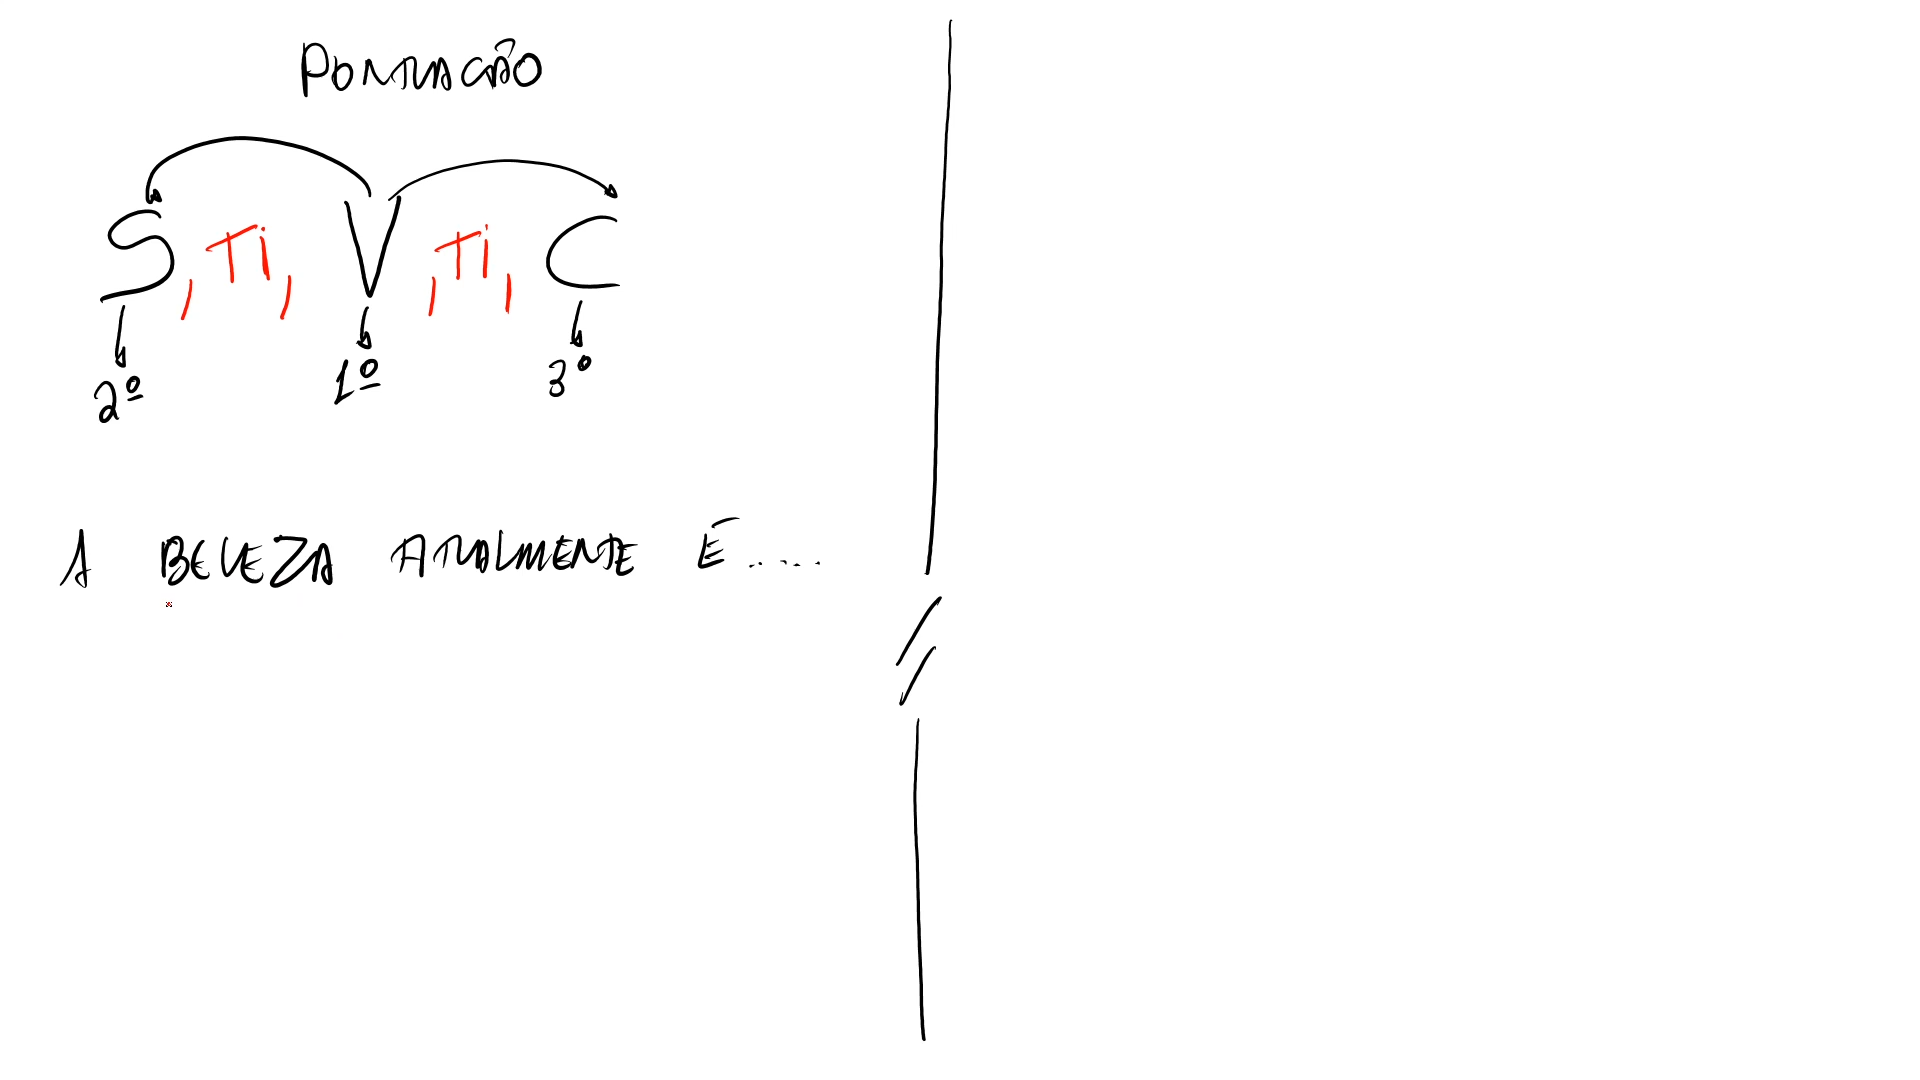 PONTUAÇÃO
S , Ti , V , Ti , C
2º 1º 3º
A BELEZA ATUALMENTE É .....